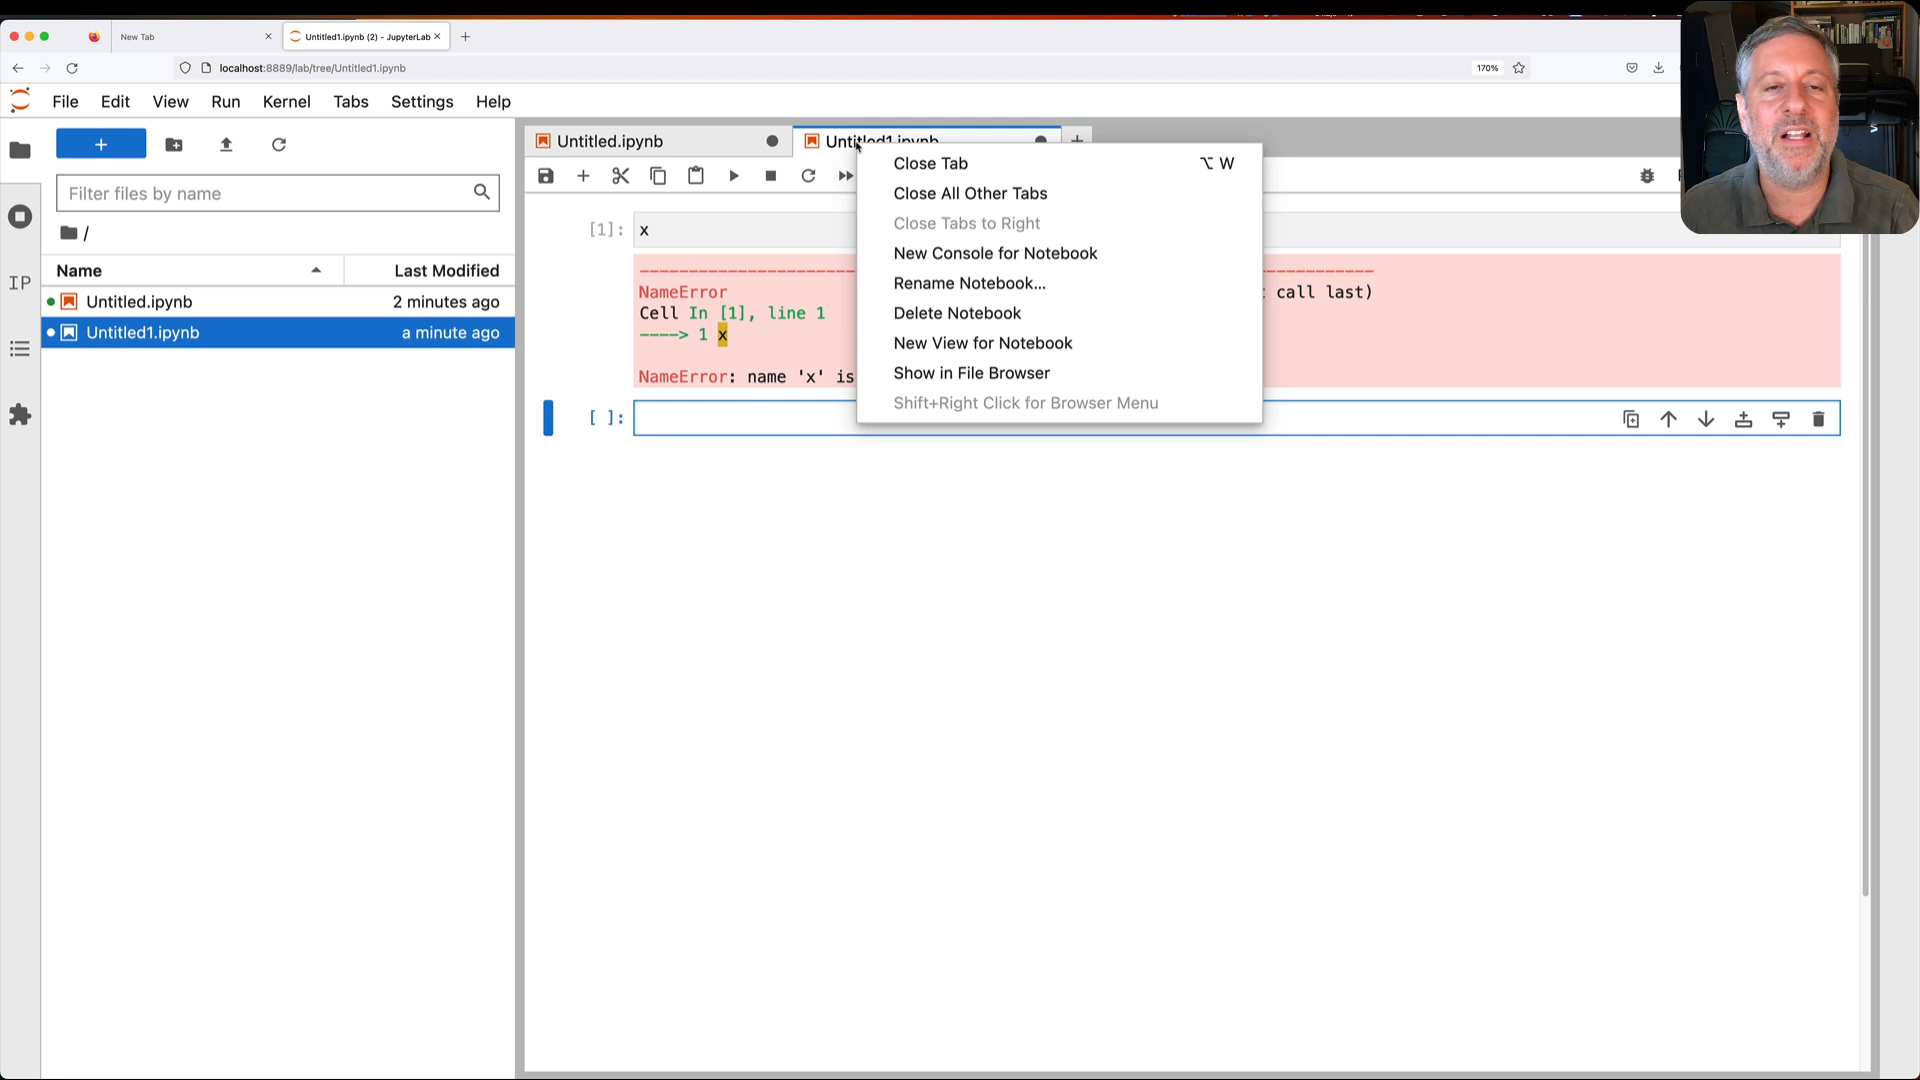 New Tab
Untitled1.ipynb (2) - JupyterLab
localhost:8889/lab/tree/Untitled1.ipynb
170%
File Edit View Run Kernel Tabs Settings Help
Untitled.ipynb
Untitled1.ipynb
Filter files by name
/
Name
Last Modified
Untitled.ipynb 2 minutes ago
Untitled1.ipynb a minute ago
IP
Close Tab ⌥ W
Close All Other Tabs
Close Tabs to Right
New Console for Notebook
Rename Notebook...
Delete Notebook
New View for Notebook
Show in File Browser
Shift+Right Click for Browser Menu
[1]: x
NameError call last)
Cell In [1], line 1
----> 1 x
NameError: name 'x' is
[ ]: